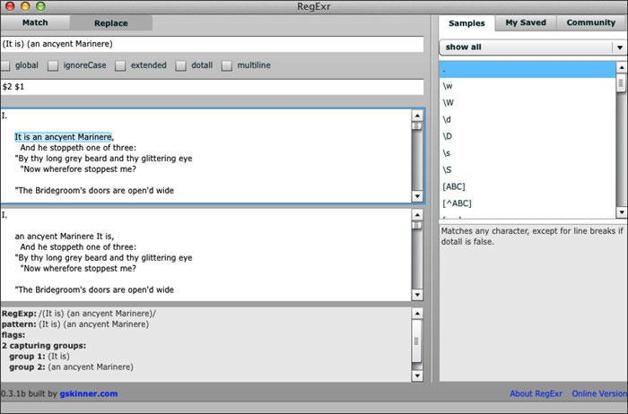 RegExr
Match Replace
(It is) (an ancyent Marinere)
global ignoreCase extended dotall multiline
$2 $1
I.
It is an ancyent Marinere,
And he stoppeth one of three:
"By thy long grey beard and thy glittering eye
"Now wherefore stoppest me?
"The Bridegroom's doors are open'd wide
I.
an ancyent Marinere It is,
And he stoppeth one of three:
"By thy long grey beard and thy glittering eye
"Now wherefore stoppest me?
"The Bridegroom's doors are open'd wide
RegExp: /(It is) (an ancyent Marinere)/
pattern: (It is) (an ancyent Marinere)
flags:
2 capturing groups:
group 1: (It is)
group 2: (an ancyent Marinere)
0.3.1b built by gskinner.com
Samples My Saved Community
show all
.
\w
\W
\d
\D
\s
\S
[ABC]
[^ABC]
Matches any character, except for line breaks if
dotall is false.
About RegExr Online Version